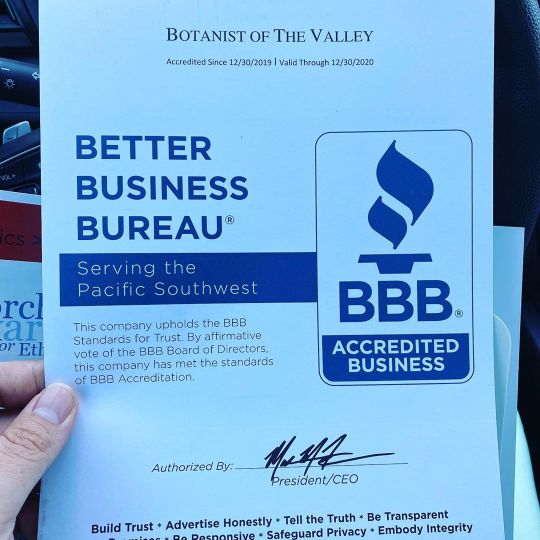 BOTANIST OF THE VALLEY
Accredited Since 12/30/2019 | Valid Through 12/30/2020
BETTER
BUSINESS
BUREAU®
Serving the
Pacific Southwest
This company upholds the BBB
Standards for Trust. By affirmative
vote of the BBB Board of Directors,
this company has met the standards
of BBB Accreditation.
BBB®
ACCREDITED
BUSINESS
Authorized By:
President/CEO
Build Trust * Advertise Honestly * Tell the Truth * Be Transparent
* Be Responsive * Safeguard Privacy * Embody Integrity
VOL+